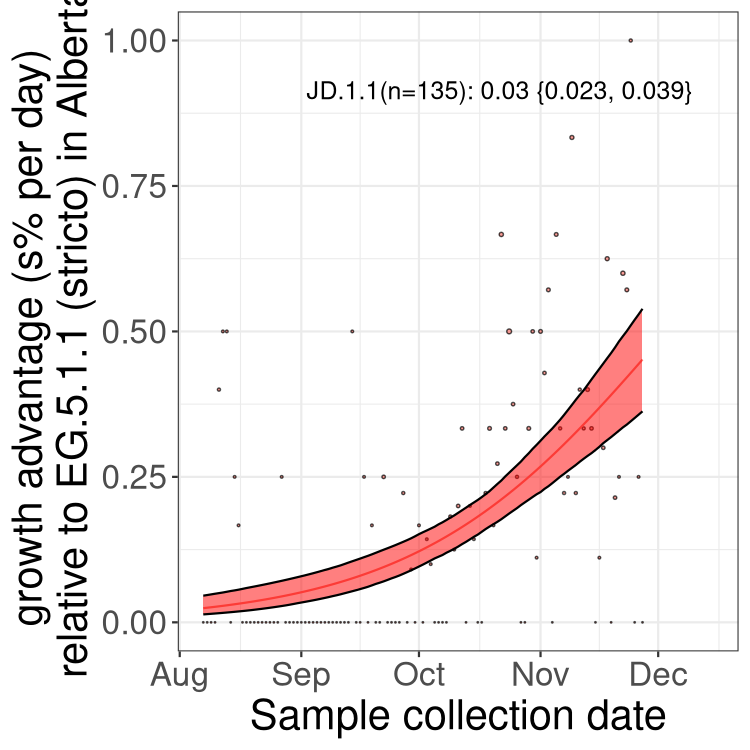 growth advantage (s% per day)
relative to EG.5.1.1 (stricto) in Alberta
1.00
0.75
0.50
0.25
0.00
JD.1.1(n=135): 0.03 {0.023, 0.039}
Aug Sep Oct Nov Dec
Sample collection date